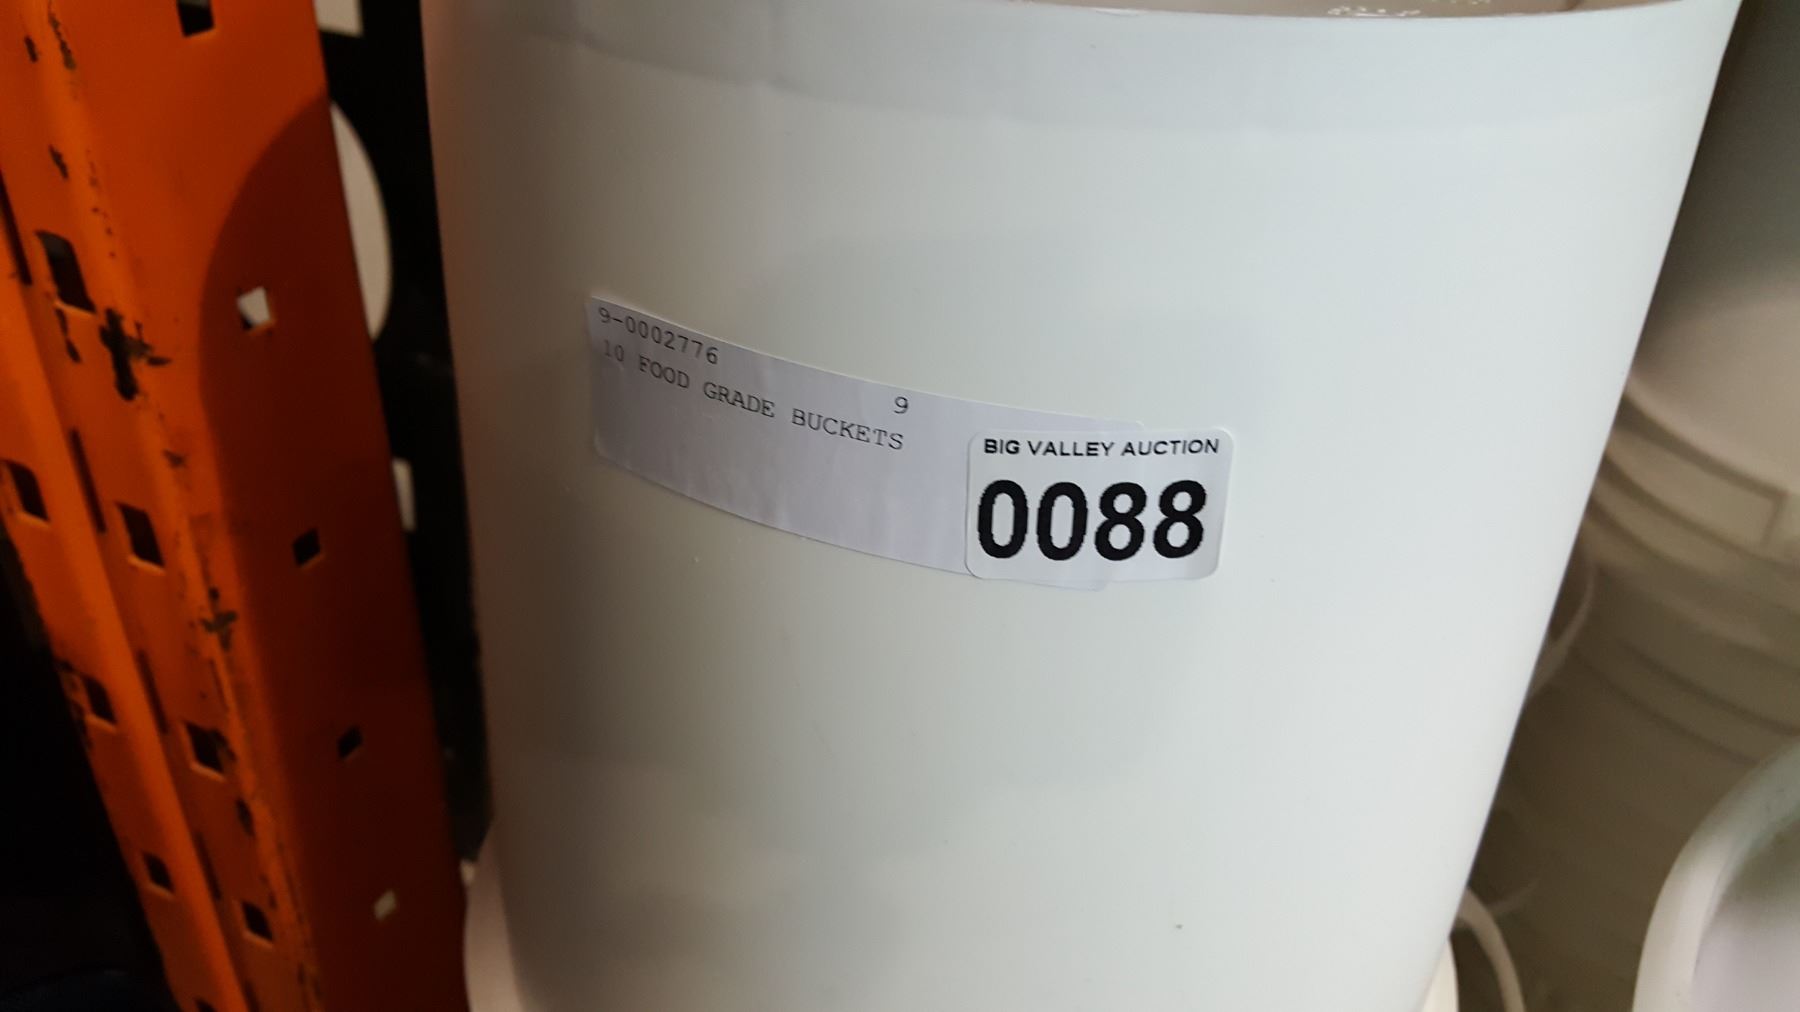 9-0002776
9
10 FOOD GRADE BUCKETS
BIG VALLEY AUCTION
0088